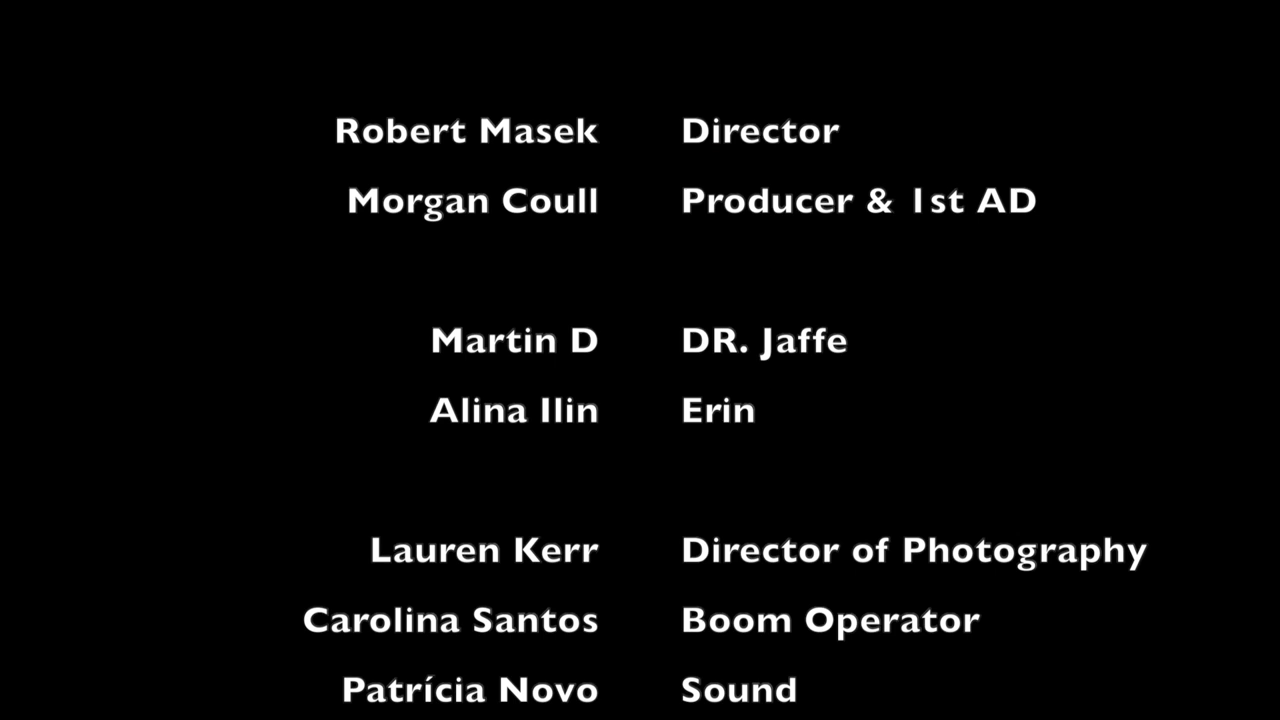 Robert Masek Director
Morgan Coull Producer & 1st AD
Martin D DR. Jaffe
Alina Ilin Erin
Lauren Kerr Director of Photography
Carolina Santos Boom Operator
Patrícia Novo Sound